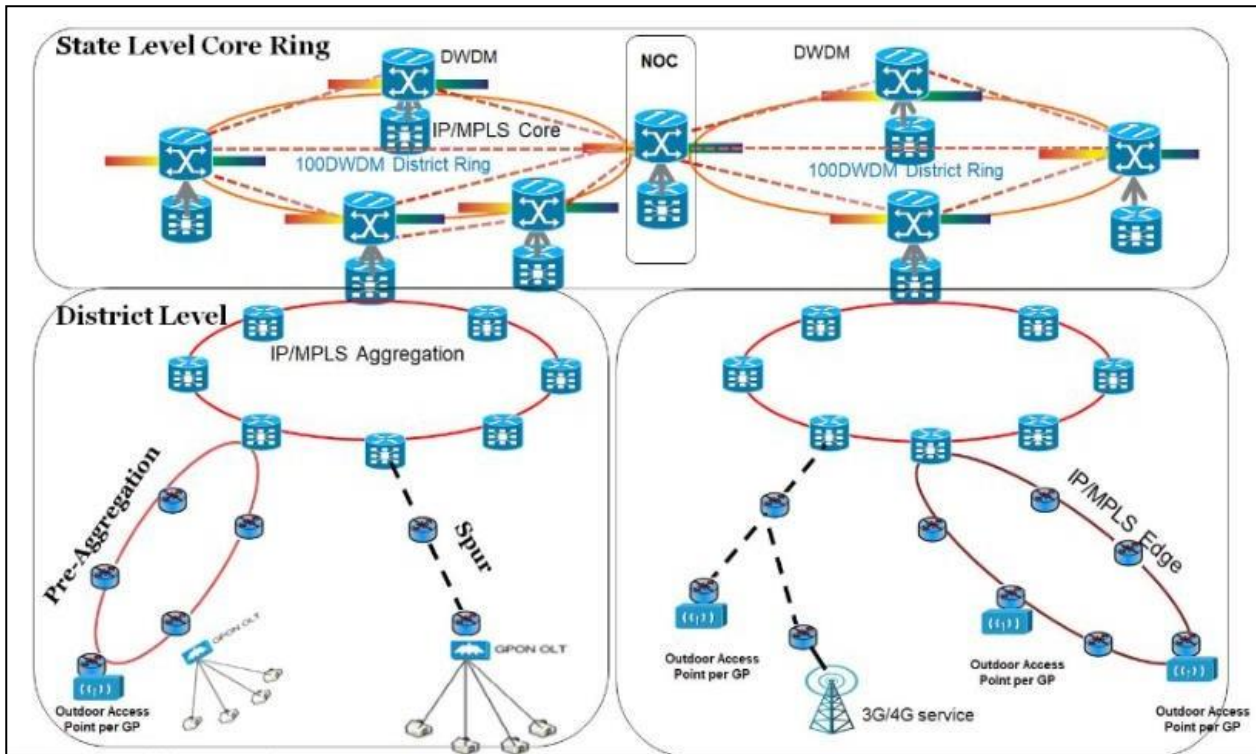 State Level Core Ring
DWDM
NOC
DWDM
IP/MPLS Core
100DWDM District Ring
100DWDM District Ring
District Level
IP/MPLS Aggregation
Pre-Aggregation
Spur
IP/MPLS Edge
GPON OLT
GPON OLT
Outdoor Access
Point per GP
Outdoor Access
Point per GP
3G/4G service
Outdoor Access
Point per GP
Outdoor Access
Point per GP